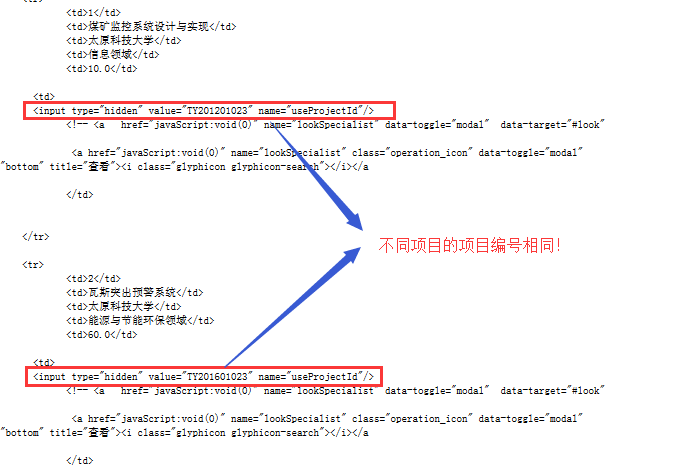 <tr>
<td>1</td>
<td>煤矿监控系统设计与实现</td>
<td>太原科技大学</td>
<td>信息领域</td>
<td>10.0</td>
<td>
<input type="hidden" value="TY201201023" name="useProjectId"/>
<!-- <a href="javaScript:void(0)" name="lookSpecialist" data-toggle="modal" data-target="#look"
<a href="javaScript:void(0)" name="lookSpecialist" class="operation_icon" data-toggle="modal"
"bottom" title="查看"><i class="glyphicon glyphicon-search"></i></a
</td>
</tr>
不同项目的项目编号相同!
<tr>
<td>2</td>
<td>瓦斯突出预警系统</td>
<td>太原科技大学</td>
<td>能源与节能环保领域</td>
<td>60.0</td>
<td>
<input type="hidden" value="TY201601023" name="useProjectId"/>
<!-- <a href="javaScript:void(0)" name="lookSpecialist" data-toggle="modal" data-target="#look"
<a href="javaScript:void(0)" name="lookSpecialist" class="operation_icon" data-toggle="modal"
"bottom" title="查看"><i class="glyphicon glyphicon-search"></i></a
</td>